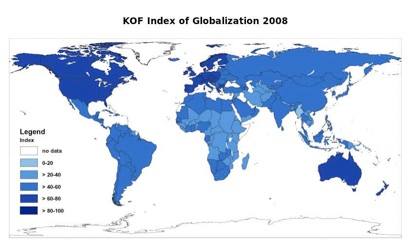 KOF Index of Globalization 2008
Legend
Index
no data
0-20
> 20-40
> 40-60
> 60-80
> 80-100